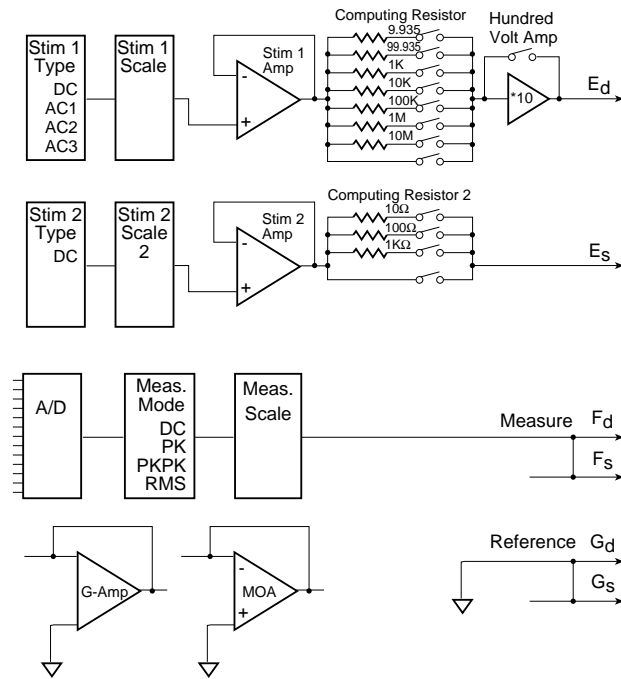 Computing Resistor
Hundred
Volt Amp
Stim 1
Type
DC
AC1
AC2
AC3
Stim 1
Scale
Stim 1
Amp
-
+
9.935
99.935
1K
10K
100K
1M
10M
*10
Ed
Stim 2
Type
DC
Stim 2
Scale
2
Stim 2
Amp
-
+
Computing Resistor 2
10Ω
100Ω
1KΩ
Es
A/D
Meas.
Mode
DC
PK
PKPK
RMS
Meas.
Scale
Measure Fd
Fs
G-Amp
-
MOA
+
Reference Gd
Gs